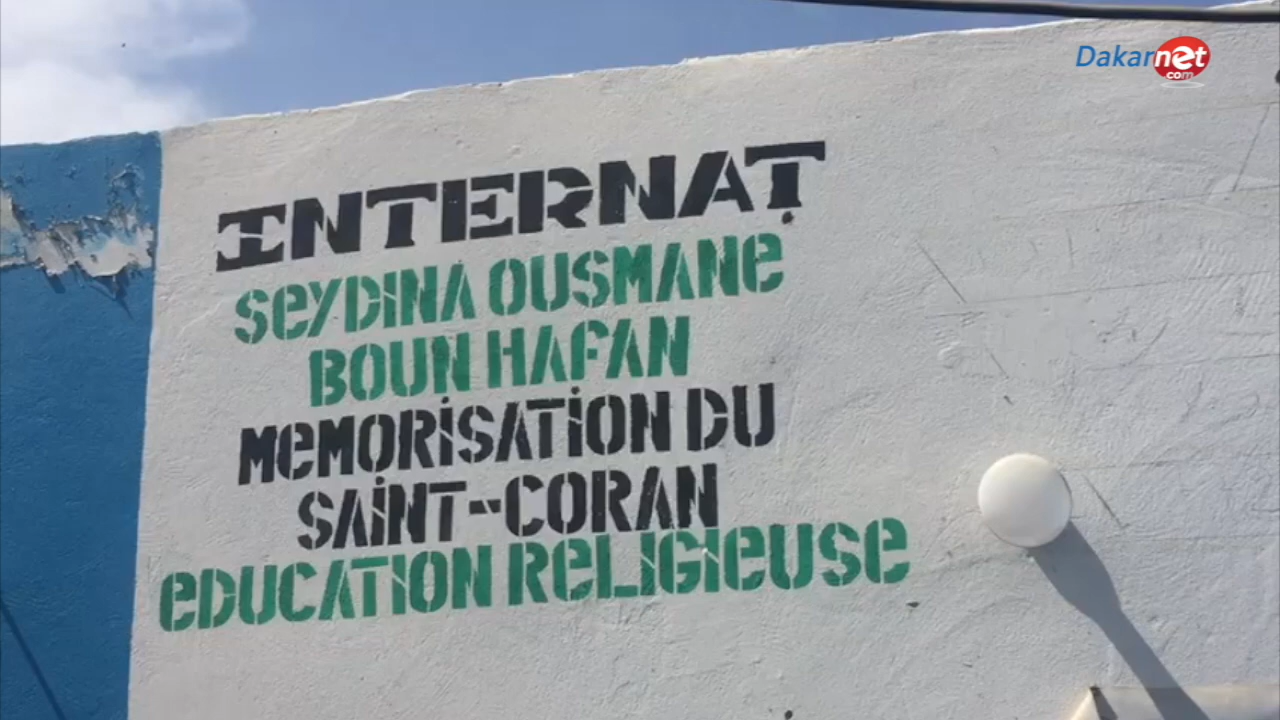 Dakarnet
.com
INTERNAT
SEYDINA OUSMANE
BOUN HAFAN
MEMORISATION DU
SAINT-CORAN
EDUCATION RELIGIEUSE